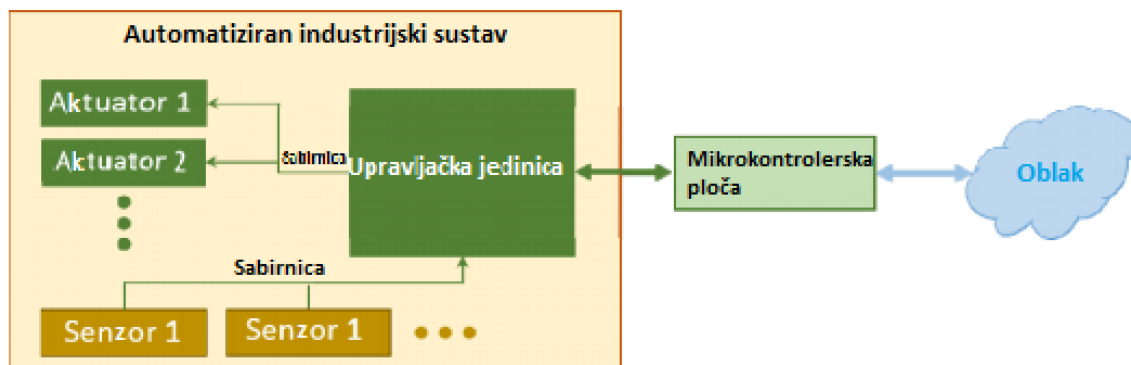 Automatiziran industrijski sustav
Aktuator 1
Aktuator 2
Sabirnica
Upravljačka jedinica
Mikrokontrolerska
ploča
Oblak
Sabirnica
Senzor 1
Senzor 1